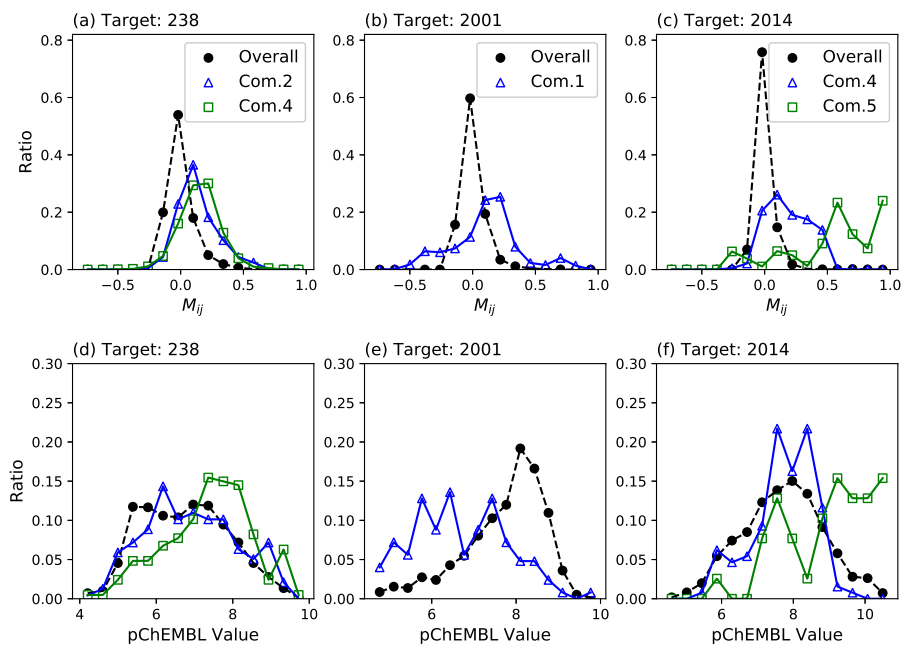 (a) Target: 238
(b) Target: 2001
(c) Target: 2014
0.8
0.6
0.4
0.2
0.0
Ratio
Overall
Com.2
Com.4
−0.5
0.0
0.5
1.0
M_ij
0.8
0.6
0.4
0.2
0.0
Overall
Com.1
−0.5
0.0
0.5
1.0
M_ij
0.8
0.6
0.4
0.2
0.0
Overall
Com.4
Com.5
−0.5
0.0
0.5
1.0
M_ij
(d) Target: 238
(e) Target: 2001
(f) Target: 2014
0.30
0.25
0.20
0.15
0.10
0.05
0.00
Ratio
4
6
8
10
pChEMBL Value
0.30
0.25
0.20
0.15
0.10
0.05
0.00
6
8
10
pChEMBL Value
0.30
0.25
0.20
0.15
0.10
0.05
0.00
6
8
10
pChEMBL Value